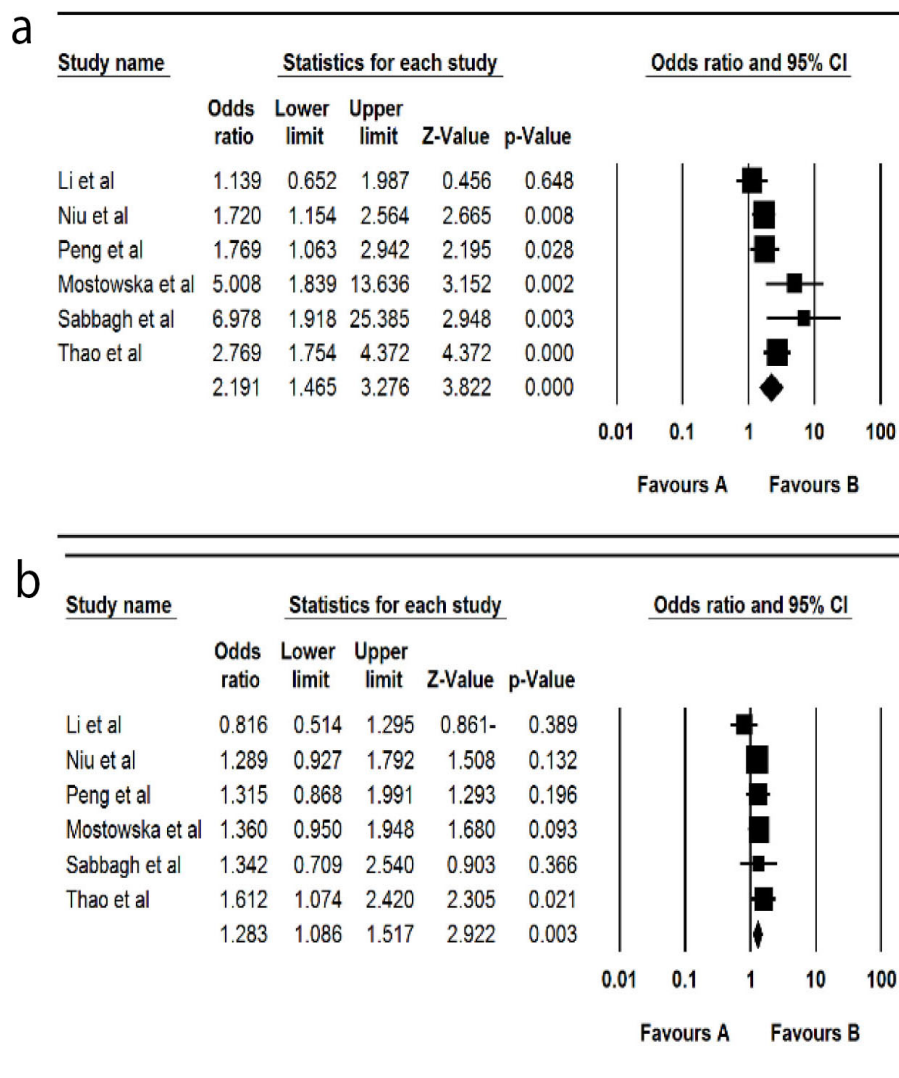 a
Study name Statistics for each study Odds ratio and 95% CI
Odds Lower Upper
ratio limit limit Z-Value p-Value
Li et al 1.139 0.652 1.987 0.456 0.648
Niu et al 1.720 1.154 2.564 2.665 0.008
Peng et al 1.769 1.063 2.942 2.195 0.028
Mostowska et al 5.008 1.839 13.636 3.152 0.002
Sabbagh et al 6.978 1.918 25.385 2.948 0.003
Thao et al 2.769 1.754 4.372 4.372 0.000
2.191 1.465 3.276 3.822 0.000
0.01 0.1 1 10 100
Favours A Favours B
b
Study name Statistics for each study Odds ratio and 95% CI
Odds Lower Upper
ratio limit limit Z-Value p-Value
Li et al 0.816 0.514 1.295 0.861- 0.389
Niu et al 1.289 0.927 1.792 1.508 0.132
Peng et al 1.315 0.868 1.991 1.293 0.196
Mostowska et al 1.360 0.950 1.948 1.680 0.093
Sabbagh et al 1.342 0.709 2.540 0.903 0.366
Thao et al 1.612 1.074 2.420 2.305 0.021
1.283 1.086 1.517 2.922 0.003
0.01 0.1 1 10 100
Favours A Favours B